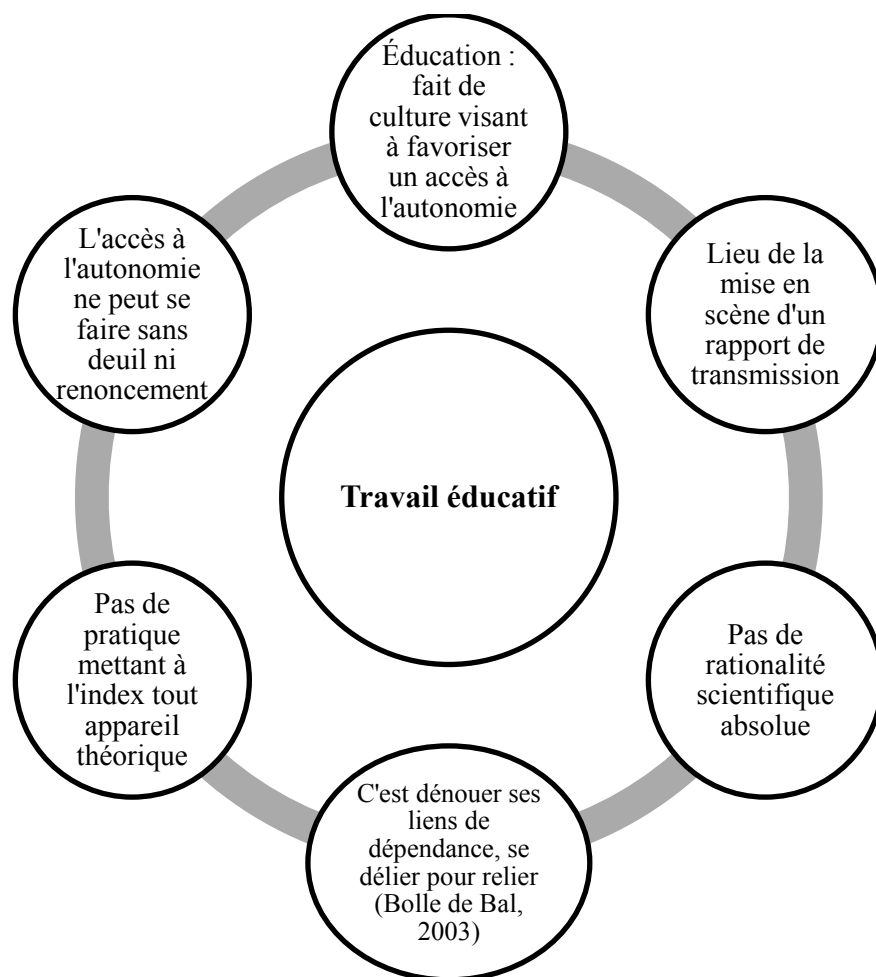 Éducation :
fait de
culture visant
à favoriser
un accès à
l'autonomie
Lieu de la
mise en
scène d'un
rapport de
transmission
Pas de
rationalité
scientifique
absolue
C'est dénouer ses
liens de
dépendance, se
délier pour relier
(Bolle de Bal,
2003)
Pas de
pratique
mettant à
l'index tout
appareil
théorique
L'accès à
l'autonomie
ne peut se
faire sans
deuil ni
renoncement
Travail éducatif